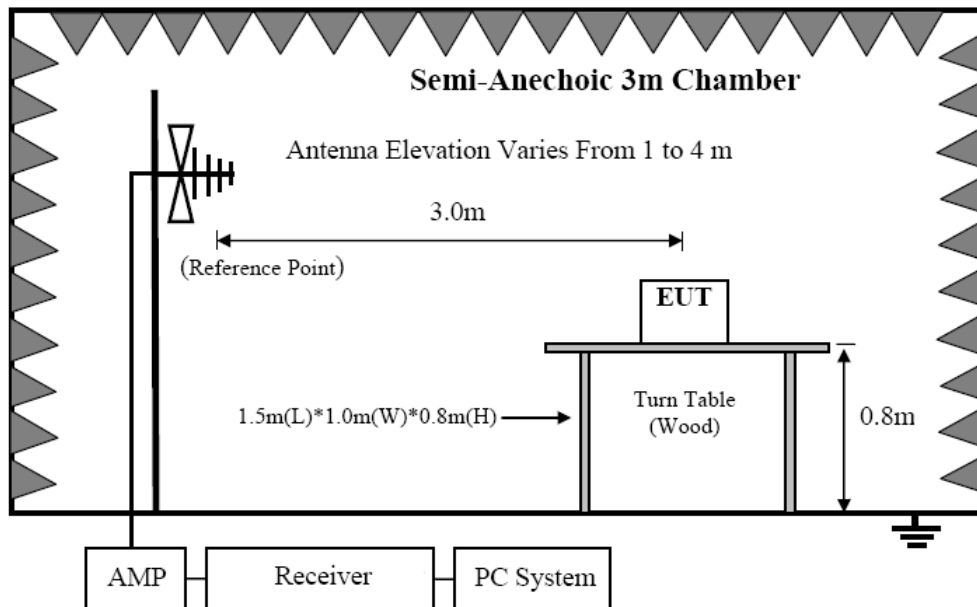 Semi-Anechoic 3m Chamber
Antenna Elevation Varies From 1 to 4 m
3.0m
(Reference Point)
EUT
1.5m(L)*1.0m(W)*0.8m(H)
Turn Table
(Wood)
0.8m
AMP
Receiver
PC System